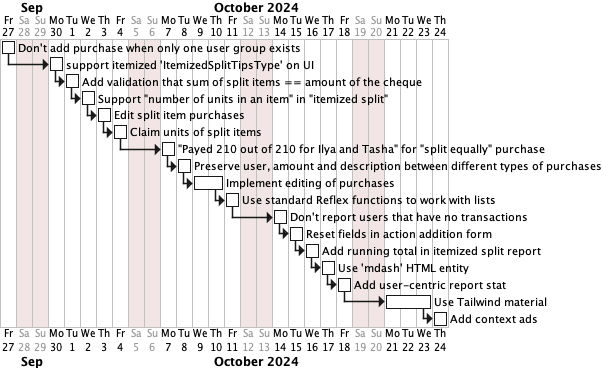 Sep October 2024
Fr Sa Su Mo Tu We Th Fr Sa Su Mo Tu We Th Fr Sa Su Mo Tu We Th Fr Sa Su Mo Tu We Th
27 28 29 30 1 2 3 4 5 6 7 8 9 10 11 12 13 14 15 16 17 18 19 20 21 22 23 24
Don't add purchase when only one user group exists
support itemized 'ItemizedSplitTipsType' on UI
Add validation that sum of split items == amount of the cheque
Support "number of units in an item" in "itemized split"
Edit split item purchases
Claim units of split items
"Payed 210 out of 210 for Ilya and Tasha" for "split equally" purchase
Preserve user, amount and description between different types of purchases
Implement editing of purchases
Use standard Reflex functions to work with lists
Don't report users that have no transactions
Reset fields in action addition form
Add running total in itemized split report
Use 'mdash' HTML entity
Add user-centric report stat
Use Tailwind material
Add context ads
Fr Sa Su Mo Tu We Th Fr Sa Su Mo Tu We Th Fr Sa Su Mo Tu We Th Fr Sa Su Mo Tu We Th
27 28 29 30 1 2 3 4 5 6 7 8 9 10 11 12 13 14 15 16 17 18 19 20 21 22 23 24
Sep October 2024